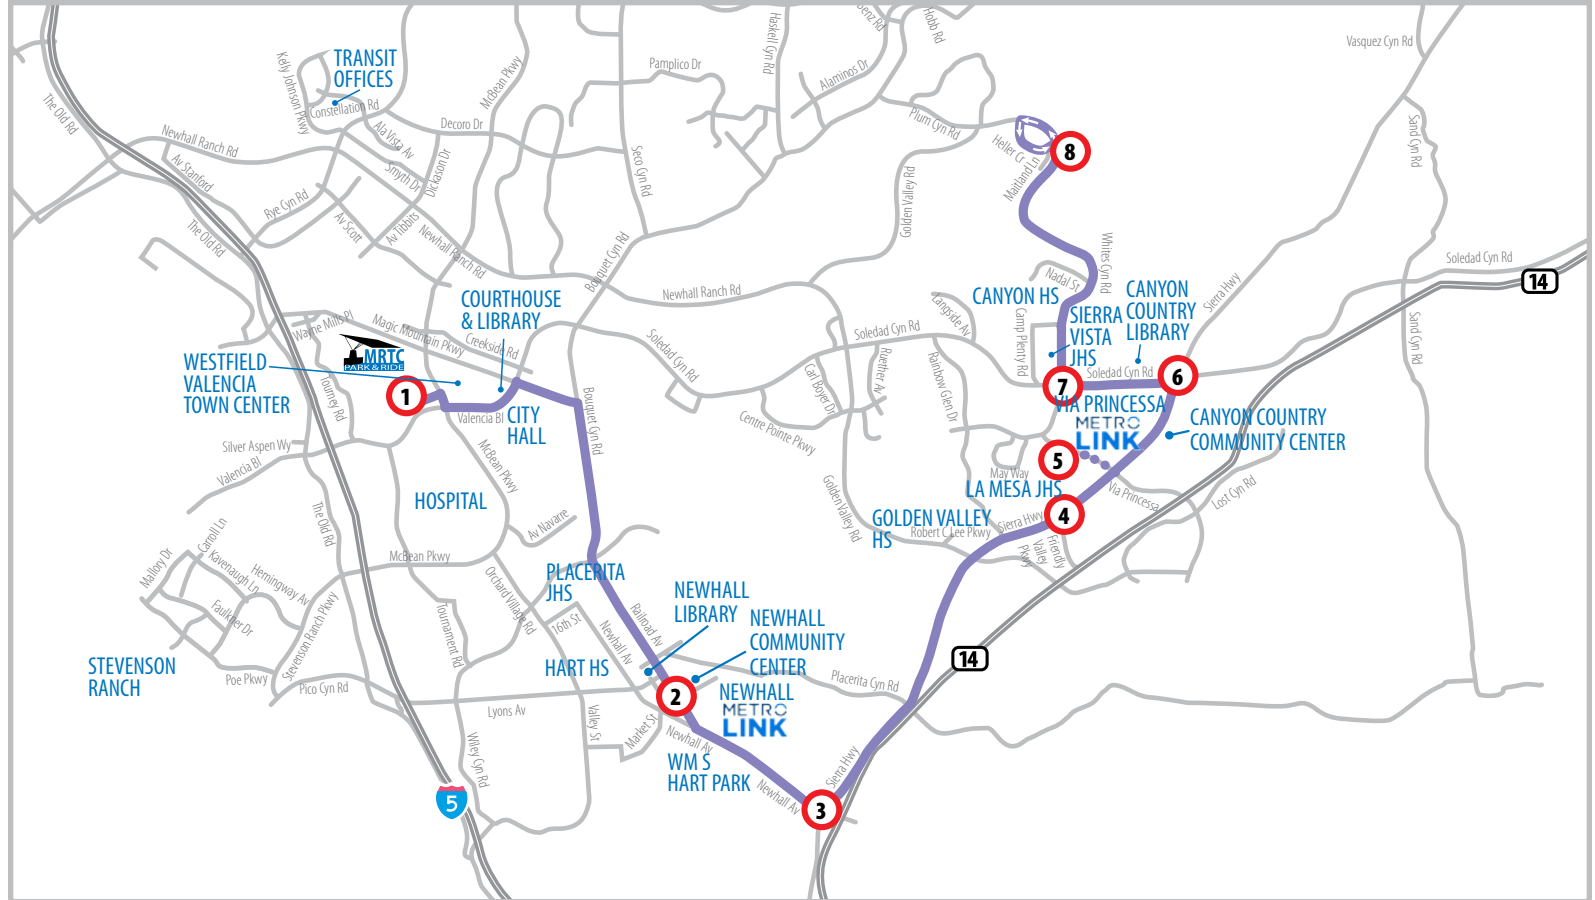 TRANSIT
OFFICES
Kelly Johnson Pkwy
Constellation Rd
The Old Rd
Newhall Ranch Rd
Av Stanford
Ala Vista Av
Smyth Dr
Dickason Dr
Decoro Dr
McBean Pkwy
Rye Cyn Rd
Av Scott
Av Tibbits
Newhall Ranch Rd
The Old Rd
Pamplico Dr
Haskell Cyn Rd
Alaminos Dr
Benz Rd
Hobb Rd
Seco Cyn Rd
Plum Cyn Rd
Heller Cr
Maitland Ln
8
Golden Valley Rd
Vasquez Cyn Rd
Sand Cyn Rd
Whites Cyn Rd
Nadal St
Soledad Cyn Rd
14
Sierra Hwy
Bouquet Cyn Rd
Newhall Ranch Rd
COURTHOUSE
& LIBRARY
Wayne Mills Pl
Magic Mountain Pkwy
Creekside Rd
MRTC
PARK & RIDE
WESTFIELD
VALENCIA
TOWN CENTER
1
Tourney Rd
Valencia Bl
CITY
HALL
Soledad Cyn Rd
Soledad Cyn Rd
Langside Av
CANYON HS
Camp Plenty Rd
SIERRA
VISTA
JHS
CANYON
COUNTRY
LIBRARY
Soledad Cyn Rd
6
7
Sand Cyn Rd
Ruether Av
Carl Boyer Dr
Rainbow Glen Dr
Centre Pointe Pkwy
Bouquet Cyn Rd
VIA PRINCESSA
METRO
LINK
CANYON COUNTRY
COMMUNITY CENTER
5
May Way
LA MESA JHS
Via Princessa
Lost Cyn Rd
Silver Aspen Wy
Valencia Bl
McBean Pkwy
HOSPITAL
The Old Rd
Av Navarre
Golden Valley Rd
GOLDEN VALLEY
HS
Robert C Lee Pkwy
Sierra Hwy
4
Friendly
Valley
Pkwy
Mallory Dr
Carroll Ln
Kavenaugh Ln
Hemingway Av
Faulkner Dr
Stevenson Ranch Pkwy
McBean Pkwy
Orchard Village Rd
PLACERITA
JHS
Tournament Rd
16th St
Newhall Av
Railroad Av
NEWHALL
LIBRARY
NEWHALL
COMMUNITY
CENTER
HART HS
STEVENSON
RANCH
Poe Pkwy
Pico Cyn Rd
Lyons Av
2
NEWHALL
METRO
LINK
Placerita Cyn Rd
14
Valley St
Market St
Newhall Av
Wiley Cyn Rd
WM S
HART PARK
Newhall Av
Sierra Hwy
5
3